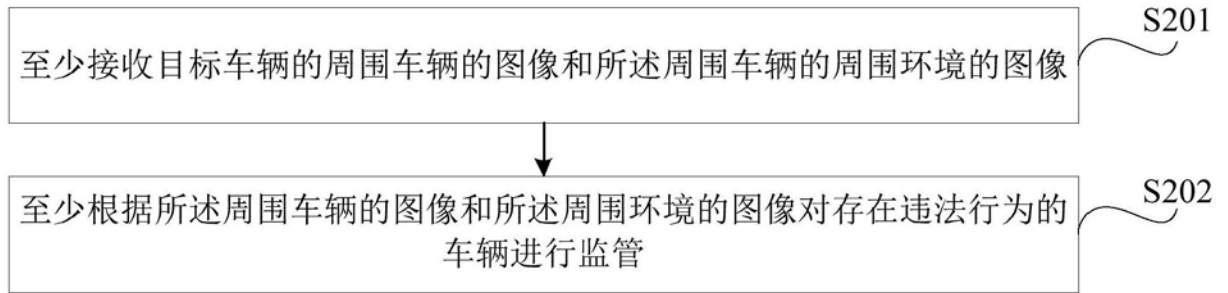 S201
至少接收目标车辆的周围车辆的图像和所述周围车辆的周围环境的图像
S202
至少根据所述周围车辆的图像和所述周围环境的图像对存在违法行为的
车辆进行监管